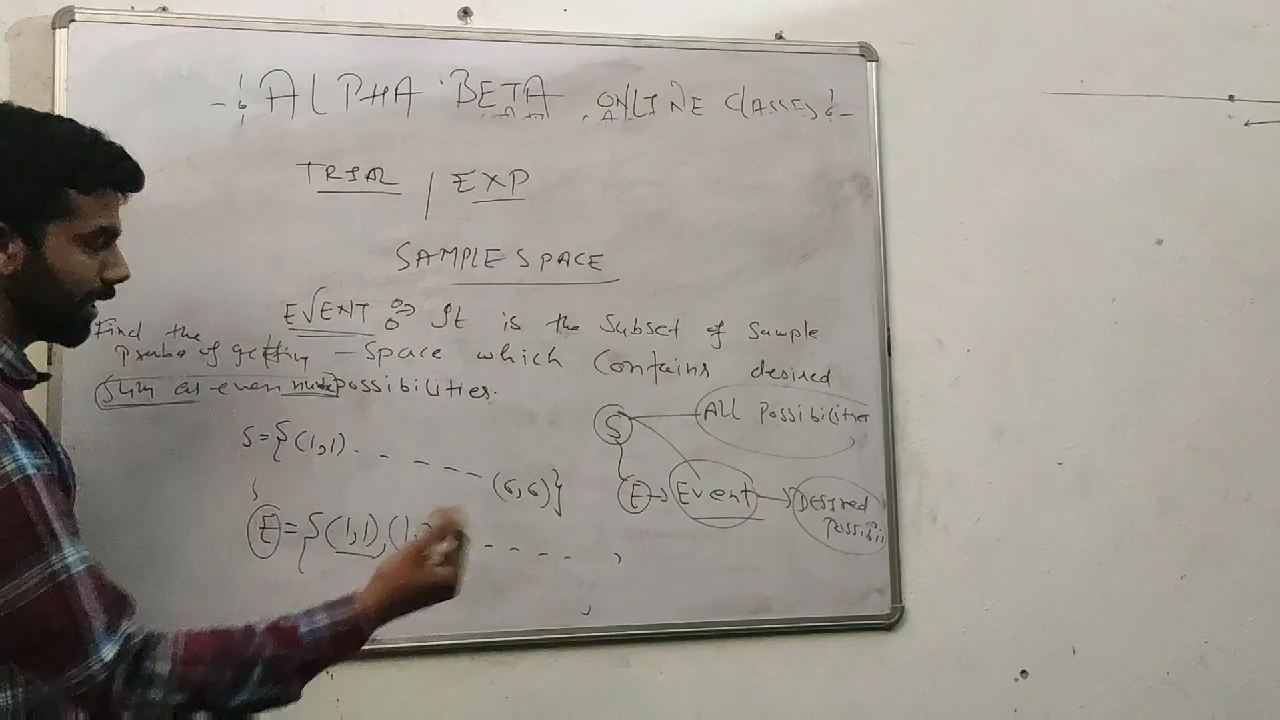 -: ALPHA BETA ONLINE CLASSES :-
TRIAL / EXP
SAMPLE SPACE
EVENT : It is the subset of Sample
- Space which contains desired
possibilities.
Find the
of getting
Sum as even
S → ALL Possibilities
E → Event → Desired
Possibi
S = {(1,1) - - - - - (6,6)}
E = {(1,1), (1, - - - - ,